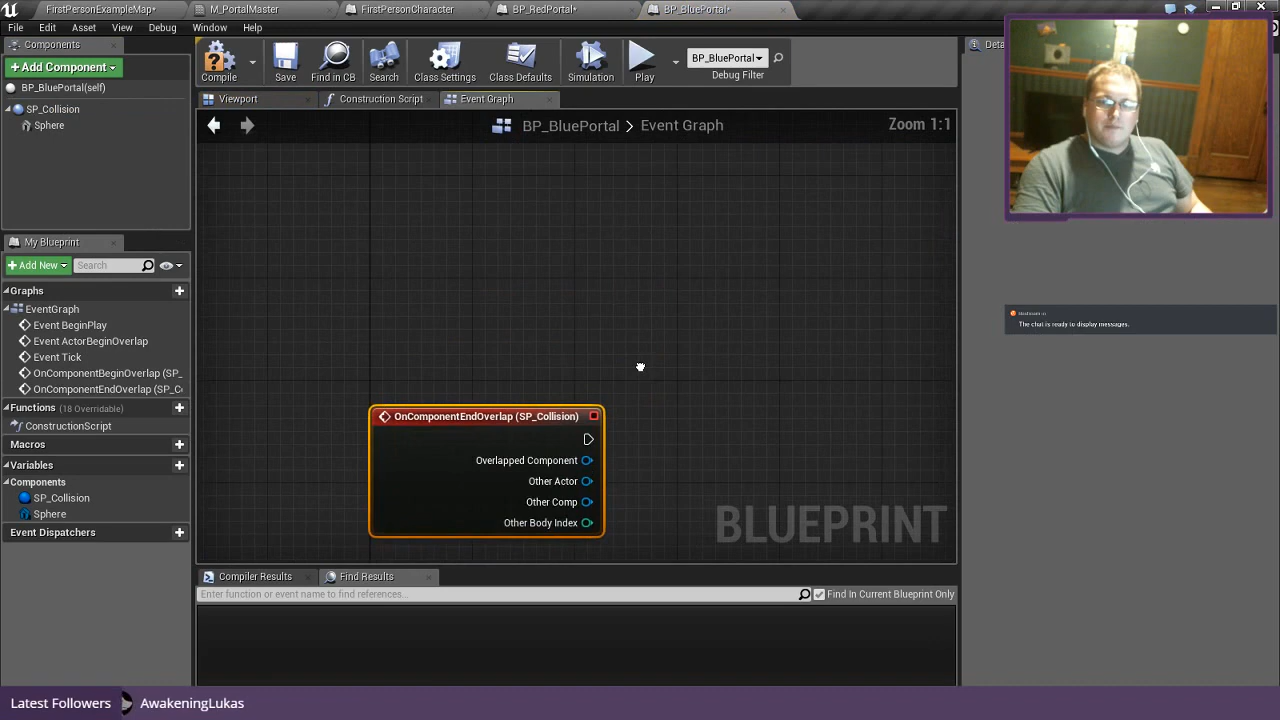 FirstPersonExampleMap*
M_PortalMaster
FirstPersonCharacter
BP_RedPortal*
BP_BluePortal*
File Edit Asset View Debug Window Help
Components
+ Add Component
BP_BluePortal(self)
SP_Collision
Sphere
Compile
Save
Find in CB
Search
Class Settings
Class Defaults
Simulation
Play
BP_BluePortal
Debug Filter
Viewport
Construction Script
Event Graph
BP_BluePortal > Event Graph
Zoom 1:1
My Blueprint
+ Add New
Search
Graphs
EventGraph
Event BeginPlay
Event ActorBeginOverlap
Event Tick
OnComponentBeginOverlap (SP_
OnComponentEndOverlap (SP_C
Functions (18 Overridable)
ConstructionScript
Macros
Variables
Components
SP_Collision
Sphere
Event Dispatchers
OnComponentEndOverlap (SP_Collision)
Overlapped Component
Other Actor
Other Comp
Other Body Index
BLUEPRINT
Compiler Results
Find Results
Enter function or event name to find references...
Find In Current Blueprint Only
Deta
The chat is ready to display messages.
Latest Followers
AwakeningLukas